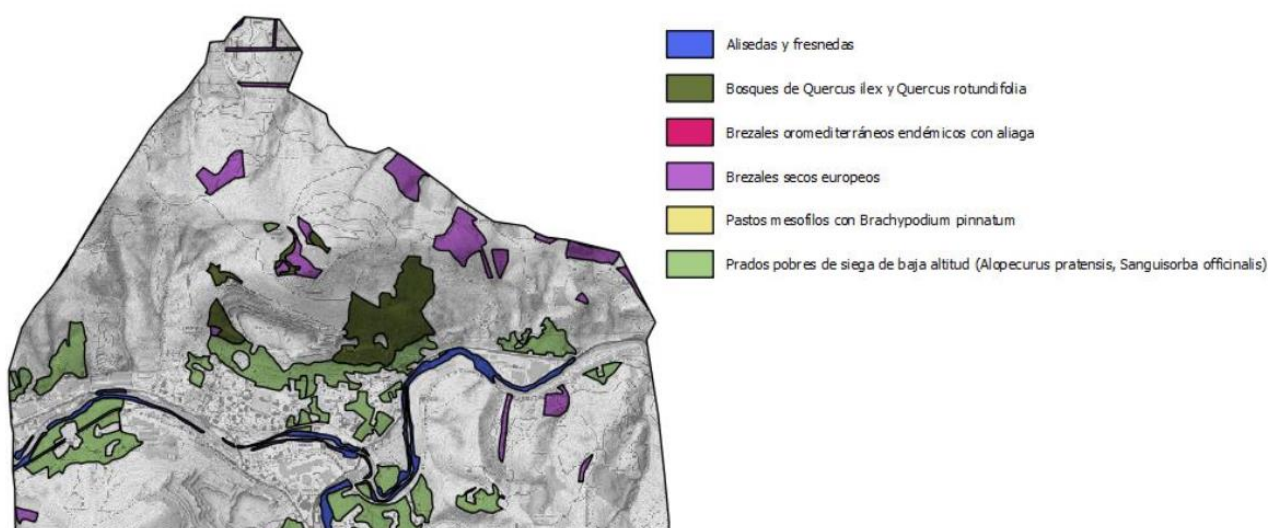 Alisedas y fresnedas
Bosques de Quercus ilex y Quercus rotundifolia
Brezales oromediterráneos endémicos con aliaga
Brezales secos europeos
Pastos mesofilos con Brachypodium pinnatum
Prados pobres de siega de baja altitud (Alopecurus pratensis, Sanguisorba officinalis)